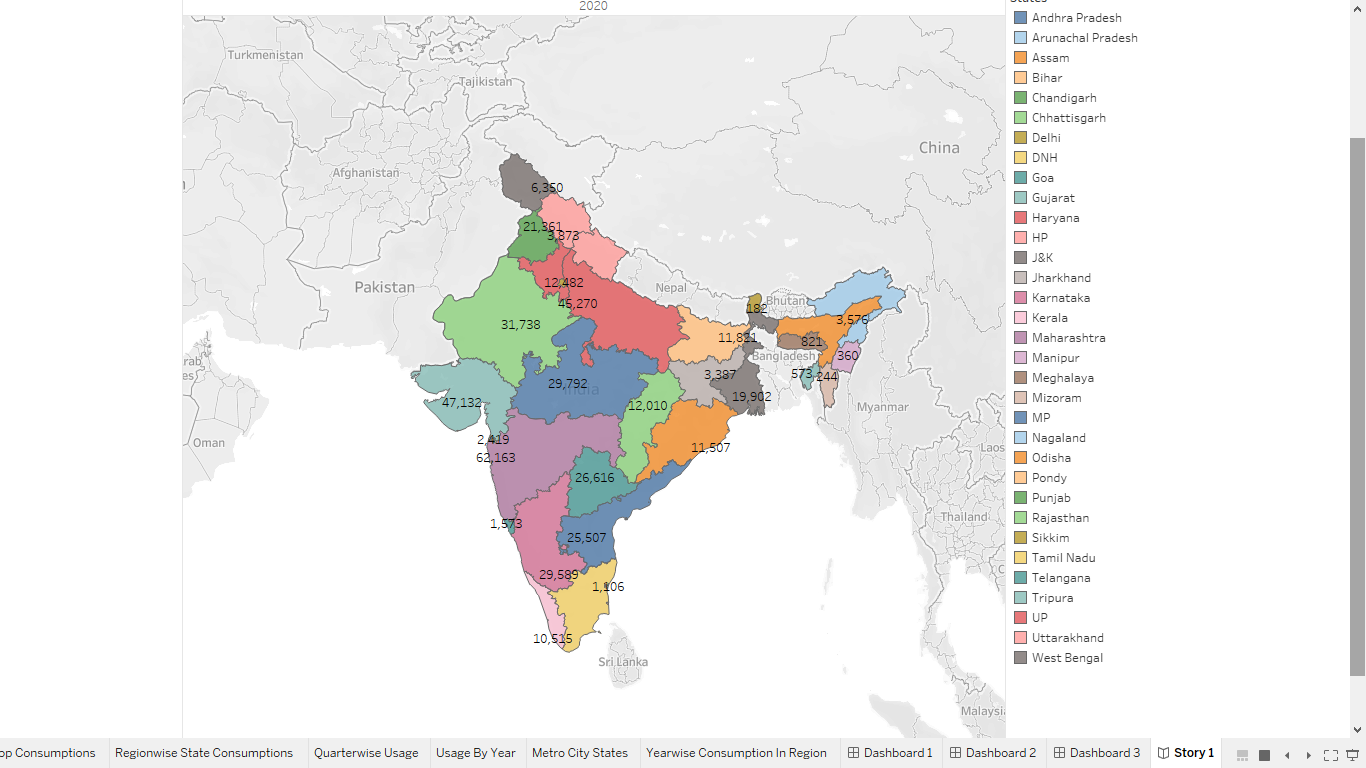 2020
States
Andhra Pradesh
Arunachal Pradesh
Assam
Bihar
Chandigarh
Chhattisgarh
Delhi
DNH
Goa
Gujarat
Haryana
HP
J&K
Jharkhand
Karnataka
Kerala
Maharashtra
Manipur
Meghalaya
Mizoram
MP
Nagaland
Odisha
Pondy
Punjab
Rajasthan
Sikkim
Tamil Nadu
Telangana
Tripura
UP
Uttarakhand
West Bengal
Turkmenistan
Tajikistan
China
Afghanistan
6,350
21,361
3,873
Pakistan
12,482
Nepal
45,270
182
Bhutan
31,738
3,576
11,821
821
Bangladesh
360
29,792
India
3,387
573
244
47,132
12,010
19,902
Myanmar
Oman
2,419
11,507
Laos
62,163
26,616
1,573
Thailand
25,507
29,589
1,106
10,515
Sri Lanka
Malaysia
op Consumptions
Regionwise State Consumptions
Quarterwise Usage
Usage By Year
Metro City States
Yearwise Consumption In Region
Dashboard 1
Dashboard 2
Dashboard 3
Story 1